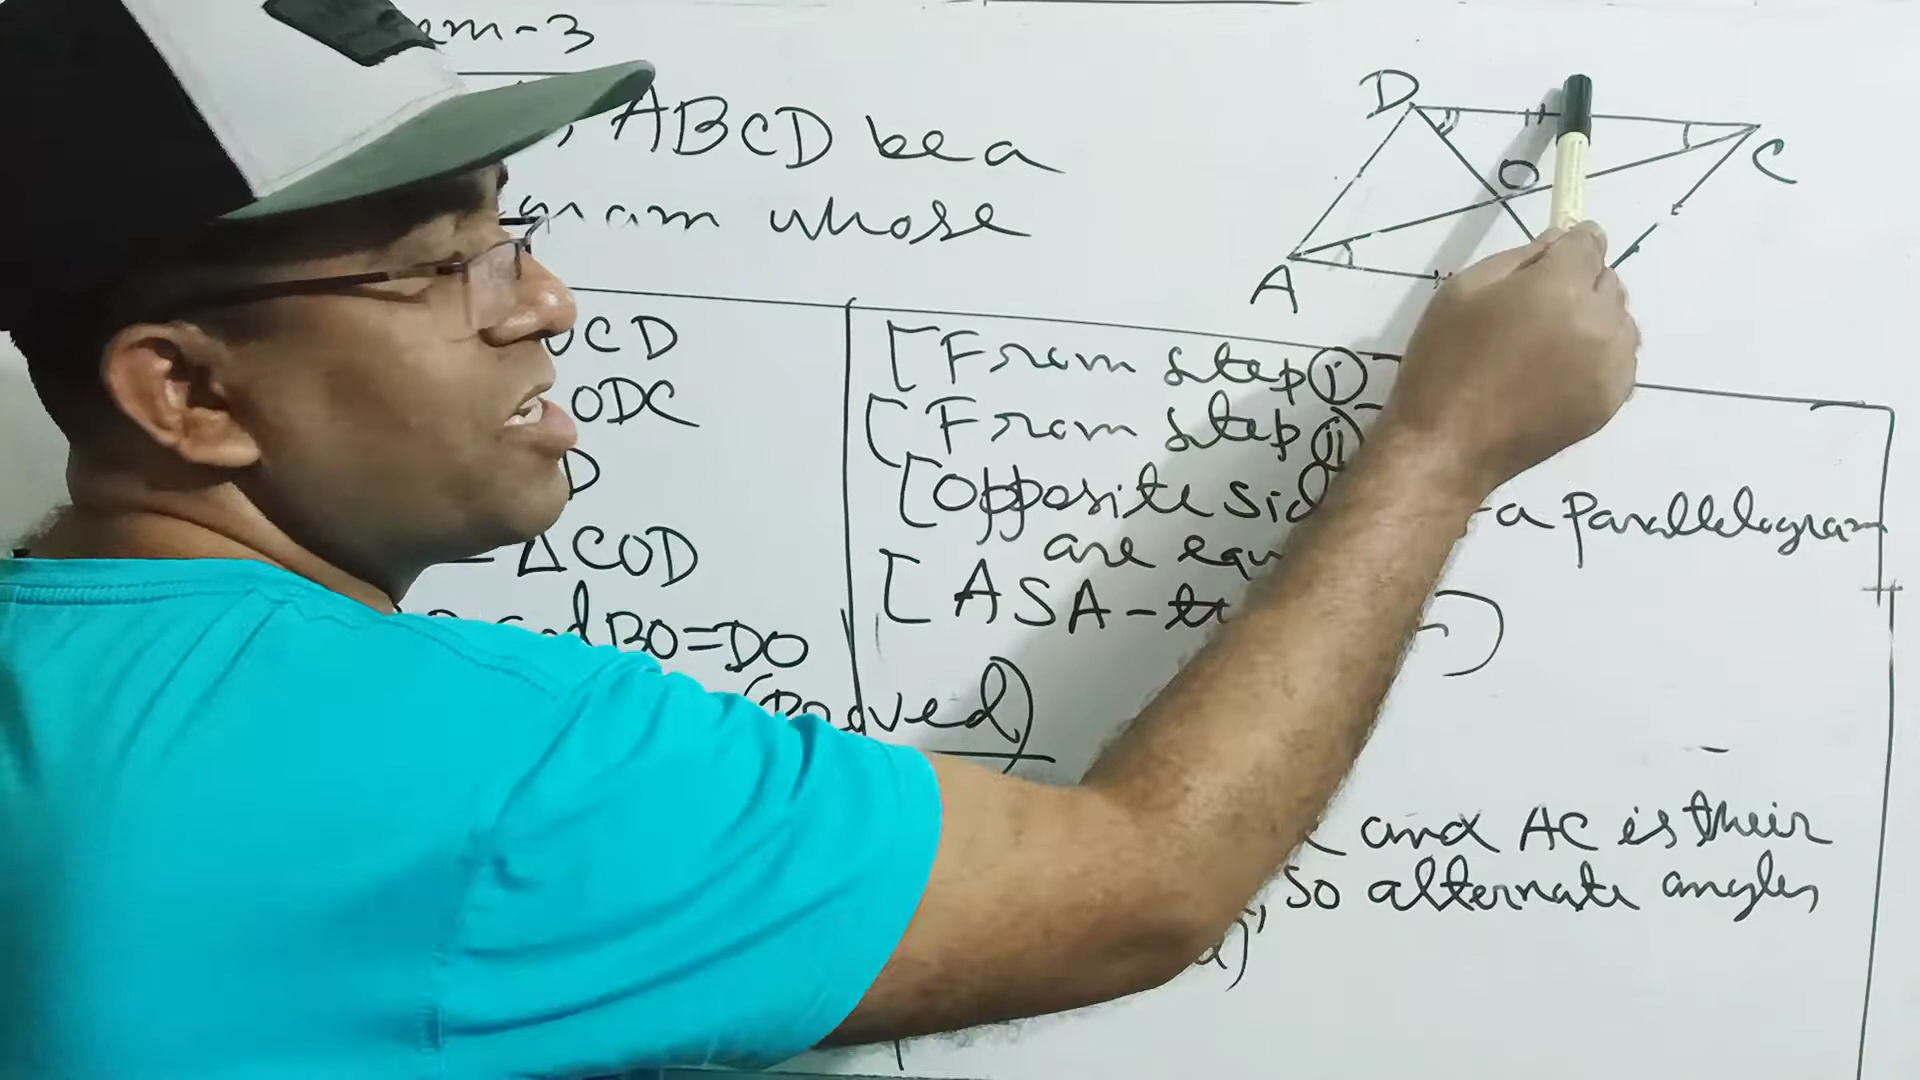 em-3
ABCD be a
gram whose
D
C
O
A
CD
ODC
D
ΔCOD
and BO=DO
(Proved)
[From step (i)
[From step (ii)
[opposite sid a parallelogram
are equ
[ASA-
and AC is their
so alternate angles